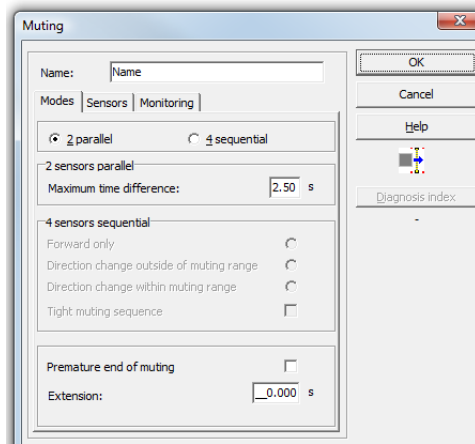 Muting
Name: Name
OK
Modes Sensors Monitoring
Cancel
2 parallel 4 sequential
Help
2 sensors parallel
Maximum time difference: 2.50 s
Diagnosis index
-
4 sensors sequential
Forward only
Direction change outside of muting range
Direction change within muting range
Tight muting sequence
Premature end of muting
Extension: __0.000 s